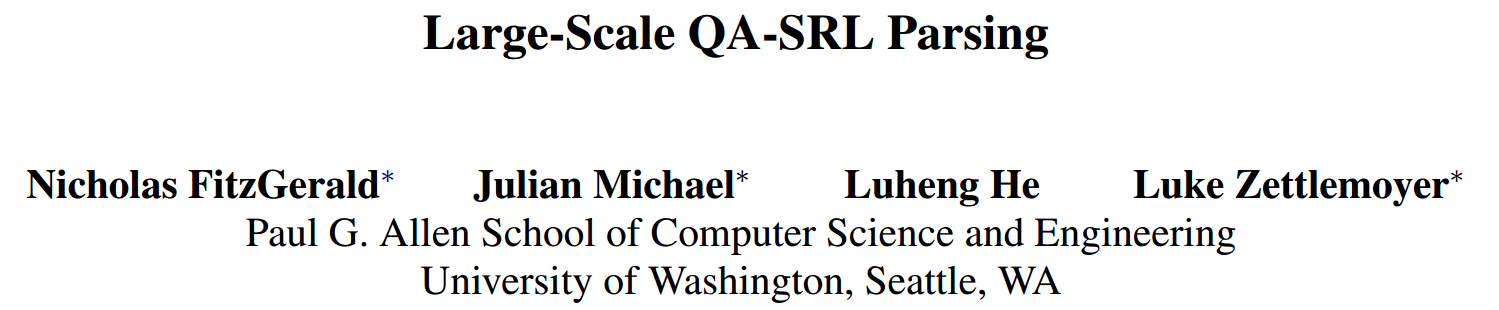 Large-Scale QA-SRL Parsing
Nicholas FitzGerald* Julian Michael* Luheng He Luke Zettlemoyer*
Paul G. Allen School of Computer Science and Engineering
University of Washington, Seattle, WA